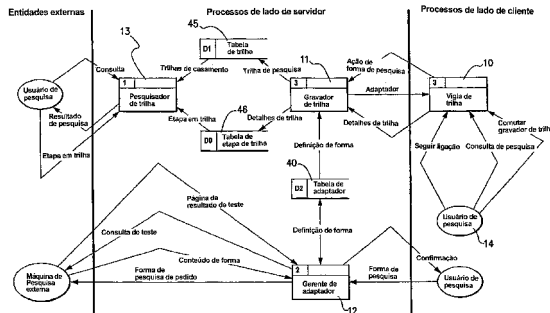 Entidades externas
Processos de lado de servidor
Processos de lado de cliente
45
D1 Tabela
de trilha
13
11
10
Consulta
Trilhas de casamento
Trilha de pesquisa
Ação de
forma de pesquisa
1
Pesquisador
de trilha
3
Gravador
de trilha
Adaptador
3
Vigia de
trilha
Usuário de
pesquisa
Resultado
de pesquisa
Etapa em trilha
Etapa em
trilha
46
Detalhes de trilha
D0 Tabela de
etapa de trilha
Detalhes de trilha
Comutar
gravador de trilha
Seguir ligação
Consulta de pesquisa
Definição de forma
40
D2 Tabela de
adaptador
Definição de forma
Página de
resultado de teste
Consulta de teste
Conteúdo de forma
Forma de
pesquisa de pedido
Máquina de
Pesquisa
externa
2
Gerente de
adaptador
12
Confirmação
Forma de
pesquisa
Usuário de
pesquisa
14
Usuário de
pesquisa